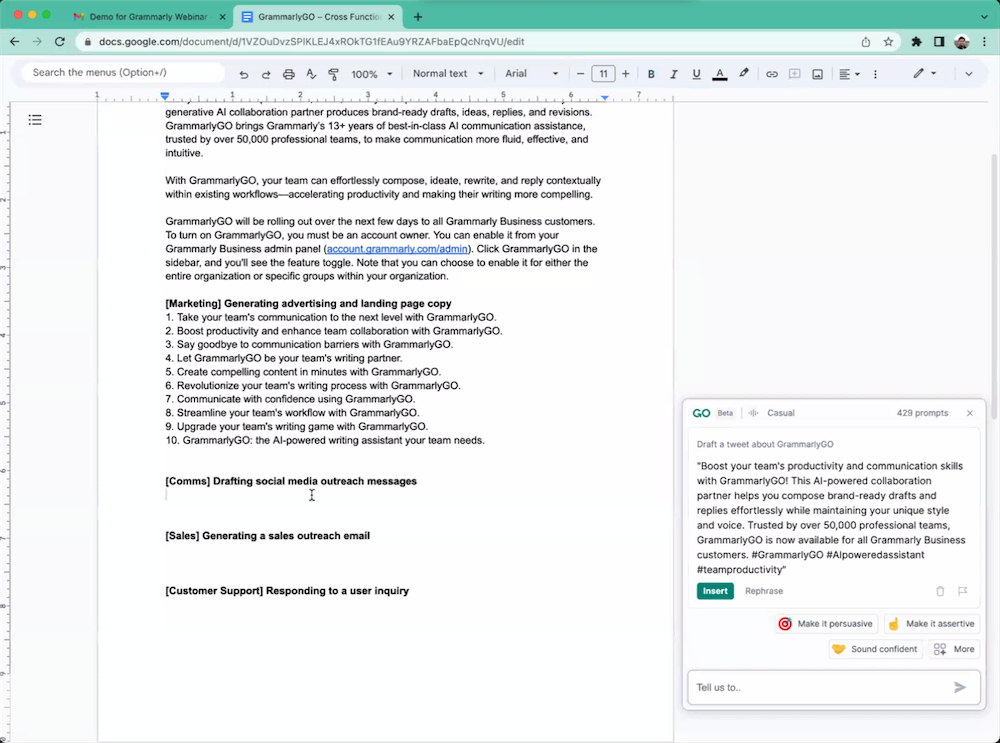 Demo for Grammarly Webinar
GrammarlyGO – Cross Functio
docs.google.com/document/d/1VZOuDvzSPlKLEJ4xROkTG1fEAu9YRZAFbaEpQcNrqVU/edit
Search the menus (Option+/)
100%
Normal text
Arial
11
B
I
U
A
1
1
2
3
4
5
6
7
generative AI collaboration partner produces brand-ready drafts, ideas, replies, and revisions.
GrammarlyGO brings Grammarly's 13+ years of best-in-class AI communication assistance,
trusted by over 50,000 professional teams, to make communication more fluid, effective, and
intuitive.
With GrammarlyGO, your team can effortlessly compose, ideate, rewrite, and reply contextually
within existing workflows—accelerating productivity and making their writing more compelling.
GrammarlyGO will be rolling out over the next few days to all Grammarly Business customers.
To turn on GrammarlyGO, you must be an account owner. You can enable it from your
Grammarly Business admin panel (account.grammarly.com/admin). Click GrammarlyGO in the
sidebar, and you'll see the feature toggle. Note that you can choose to enable it for either the
entire organization or specific groups within your organization.
[Marketing] Generating advertising and landing page copy
1. Take your team's communication to the next level with GrammarlyGO.
2. Boost productivity and enhance team collaboration with GrammarlyGO.
3. Say goodbye to communication barriers with GrammarlyGO.
4. Let GrammarlyGO be your team's writing partner.
5. Create compelling content in minutes with GrammarlyGO.
6. Revolutionize your team's writing process with GrammarlyGO.
7. Communicate with confidence using GrammarlyGO.
8. Streamline your team's workflow with GrammarlyGO.
9. Upgrade your team's writing game with GrammarlyGO.
10. GrammarlyGO: the AI-powered writing assistant your team needs.
[Comms] Drafting social media outreach messages
[Sales] Generating a sales outreach email
[Customer Support] Responding to a user inquiry
GO Beta Casual 429 prompts
Draft a tweet about GrammarlyGO
"Boost your team's productivity and communication skills
with GrammarlyGO! This AI-powered collaboration
partner helps you compose brand-ready drafts and
replies effortlessly while maintaining your unique style
and voice. Trusted by over 50,000 professional teams,
GrammarlyGO is now available for all Grammarly Business
customers. #GrammarlyGO #AIpoweredassistant
#teamproductivity"
Insert Rephrase
Make it persuasive Make it assertive
Sound confident More
Tell us to..